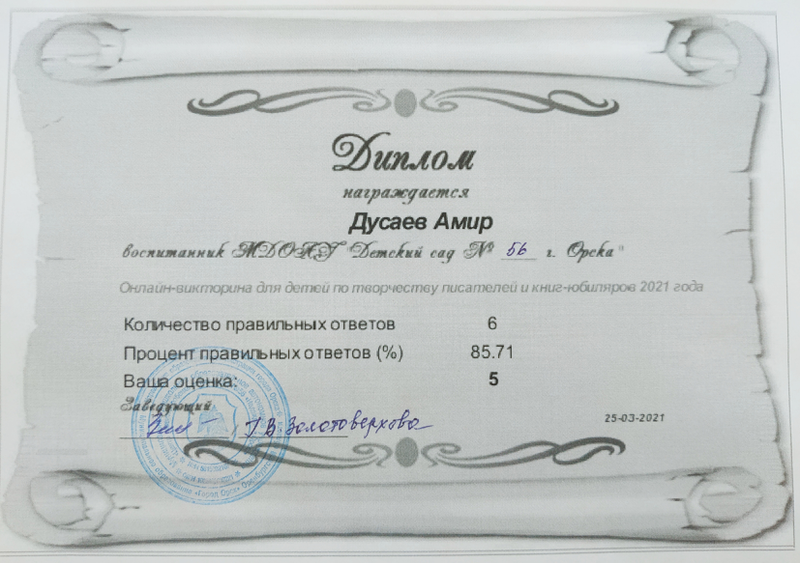 Диплом
награждается
Дусаев Амир
воспитанник МДОАУ "Детский сад № 56 г. Орска"
Онлайн-викторина для детей по творчеству писателей и книг-юбиляров 2021 года
Количество правильных ответов 6
Процент правильных ответов (%) 85.71
Ваша оценка: 5
Заведующий
Г.В.Золотоверхова
25-03-2021